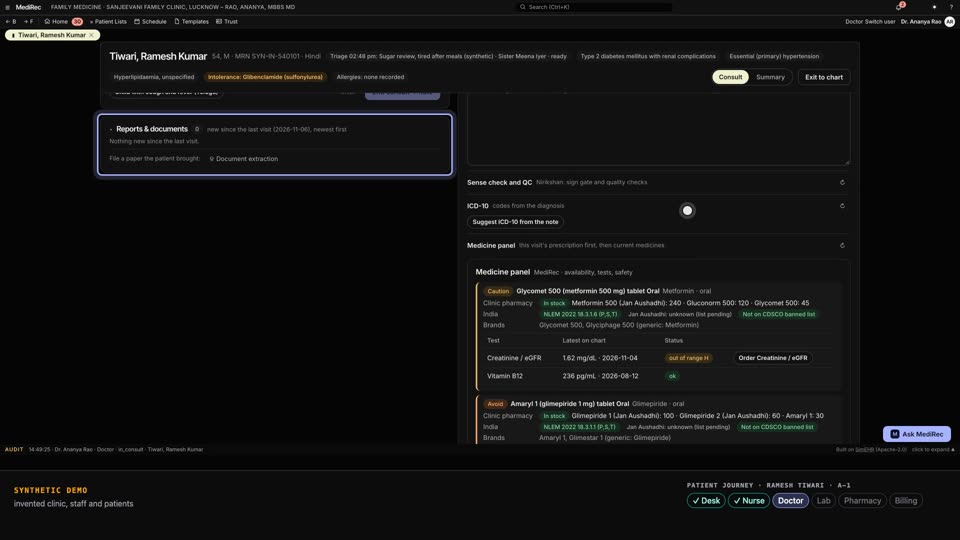 MediRec FAMILY MEDICINE · SANJEEVANI FAMILY CLINIC, LUCKNOW – RAO, ANANYA, MBBS MD Search (Ctrl+K) 2 ?
← B → F Home 30 Patient Lists Schedule Templates Trust Doctor Switch user Dr. Ananya Rao AR
Tiwari, Ramesh Kumar ×
Tiwari, Ramesh Kumar 54, M · MRN SYN-IN-540101 · Hindi Triage 02:48 pm: Sugar review, tired after meals (synthetic) · Sister Meena Iyer · ready Type 2 diabetes mellitus with renal complications Essential (primary) hypertension
Hyperlipidaemia, unspecified Intolerance: Glibenclamide (sulfonylurea) Allergies: none recorded Consult Summary Exit to chart
Reports & documents 0 new since the last visit (2026-11-06), newest first
Nothing new since the last visit.
File a paper the patient brought: Document extraction
Sense check and QC Nirikshan: sign gate and quality checks
ICD-10 codes from the diagnosis
Suggest ICD-10 from the note
Medicine panel this visit's prescription first, then current medicines
Medicine panel MediRec · availability, tests, safety
Caution Glycomet 500 (metformin 500 mg) tablet Oral Metformin · oral
Clinic pharmacy In stock Metformin 500 (Jan Aushadhi): 240 · Gluconorm 500: 120 · Glycomet 500: 45
India NLEM 2022 18.3.1.6 (P,S,T) Jan Aushadhi: unknown (list pending) Not on CDSCO banned list
Brands Glycomet 500, Glyciphage 500 (generic: Metformin)
Test Latest on chart Status
Creatinine / eGFR 1.62 mg/dL · 2026-11-04 out of range H Order Creatinine / eGFR
Vitamin B12 236 pg/mL · 2026-08-12 ok
Avoid Amaryl 1 (glimepiride 1 mg) tablet Oral Glimepiride · oral
Clinic pharmacy In stock Glimepiride 1 (Jan Aushadhi): 100 · Glimepiride 2 (Jan Aushadhi): 60 · Amaryl 1: 30
India NLEM 2022 18.3.1.1 (P,S,T) Jan Aushadhi: unknown (list pending) Not on CDSCO banned list
Brands Amaryl 1, Glimestar 1 (generic: Glimepiride)
M Ask MediRec
AUDIT 14:49:25 · Dr. Ananya Rao · Doctor · in_consult · Tiwari, Ramesh Kumar Built on SimEHR (Apache-2.0) click to expand ▲
SYNTHETIC DEMO
invented clinic, staff and patients
PATIENT JOURNEY · RAMESH TIWARI · A-1
✓ Desk ✓ Nurse Doctor Lab Pharmacy Billing